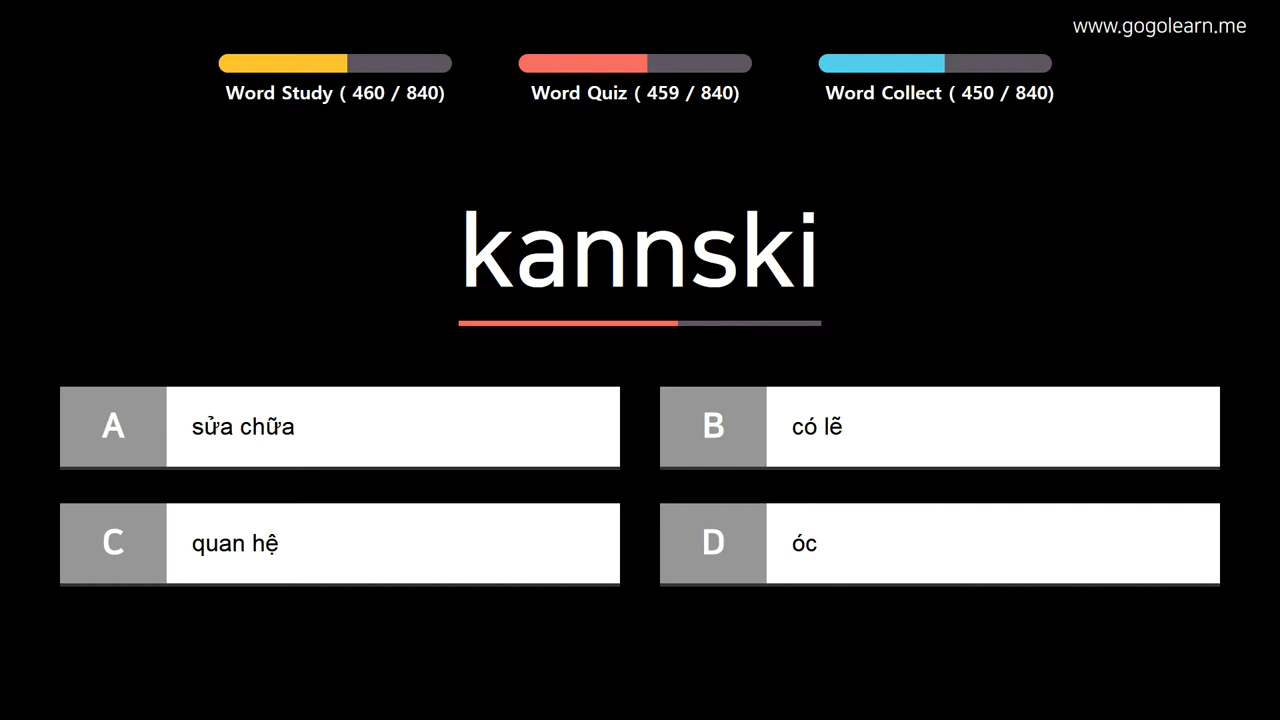 www.gogolearn.me
Word Study ( 460 / 840)
Word Quiz ( 459 / 840)
Word Collect ( 450 / 840)
kannski
A sửa chữa
B có lẽ
C quan hệ
D óc